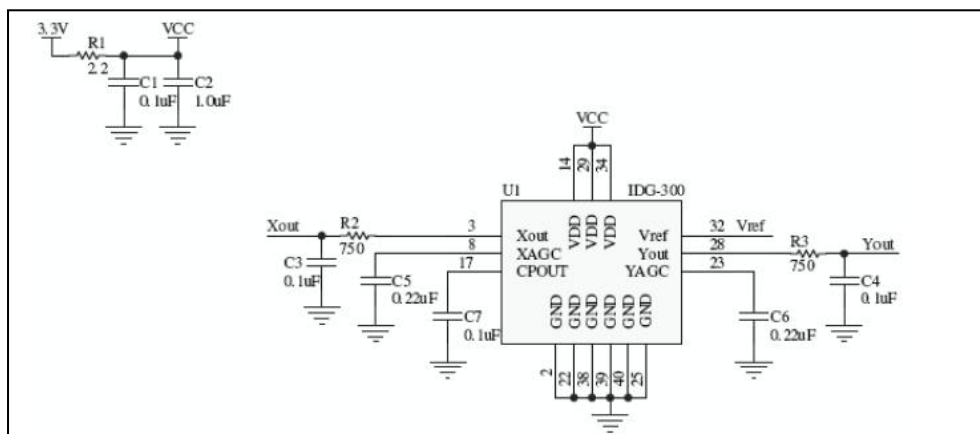 3.3V
VCC
R1
2.2
C1
0.1uF
C2
1.0uF
VCC
14
29
34
U1
IDG-300
VDD
VDD
VDD
Xout
R2
750
3
Xout
8
XAGC
17
CPOUT
Vref
32
Vref
Yout
28
YAGC
23
R3
750
Yout
C3
0.1uF
C5
0.22uF
C7
0.1uF
GND
GND
GND
GND
GND
GND
C6
0.22uF
C4
0.1uF
2
22
38
39
40
25